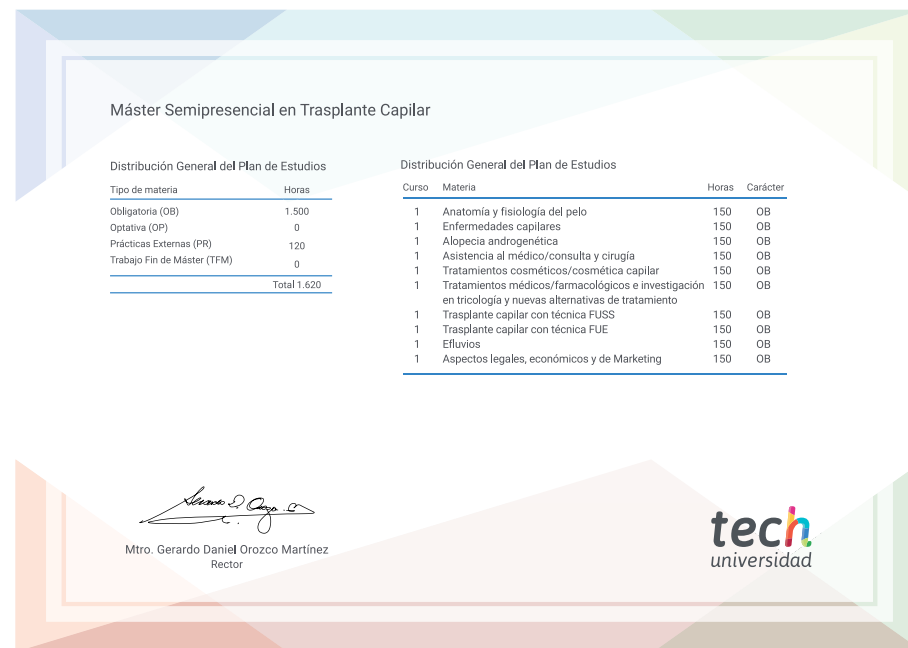 Máster Semipresencial en Trasplante Capilar
Distribución General del Plan de Estudios
Tipo de materia Horas
Obligatoria (OB) 1.500
Optativa (OP) 0
Prácticas Externas (PR) 120
Trabajo Fin de Máster (TFM) 0
Total 1.620
Distribución General del Plan de Estudios
Curso Materia Horas Carácter
1 Anatomía y fisiología del pelo 150 OB
1 Enfermedades capilares 150 OB
1 Alopecia androgenética 150 OB
1 Asistencia al médico/consulta y cirugía 150 OB
1 Tratamientos cosméticos/cosmética capilar 150 OB
1 Tratamientos médicos/farmacológicos e investigación 150 OB
en tricología y nuevas alternativas de tratamiento
1 Trasplante capilar con técnica FUSS 150 OB
1 Trasplante capilar con técnica FUE 150 OB
1 Efluvios 150 OB
1 Aspectos legales, económicos y de Marketing 150 OB
Mtro. Gerardo Daniel Orozco Martínez
Rector
tech
universidad